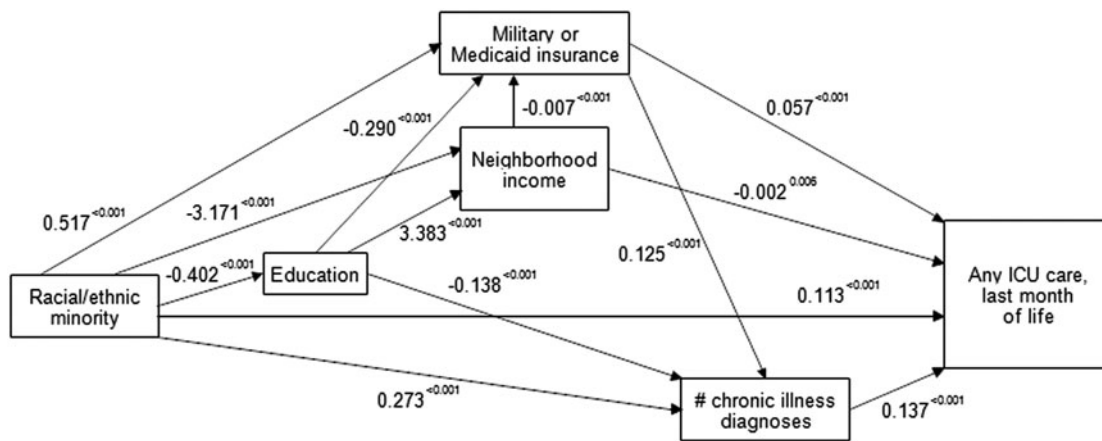 Military or
Medicaid insurance
-0.007<0.001
0.057<0.001
-0.290<0.001
Neighborhood
income
-0.002 0.005
0.517<0.001
-3.171<0.001
3.383<0.001
0.125<0.001
-0.402<0.001
Education
-0.138<0.001
Racial/ethnic
minority
0.113<0.001
Any ICU care,
last month
of life
0.273<0.001
# chronic illness
diagnoses
0.137<0.001